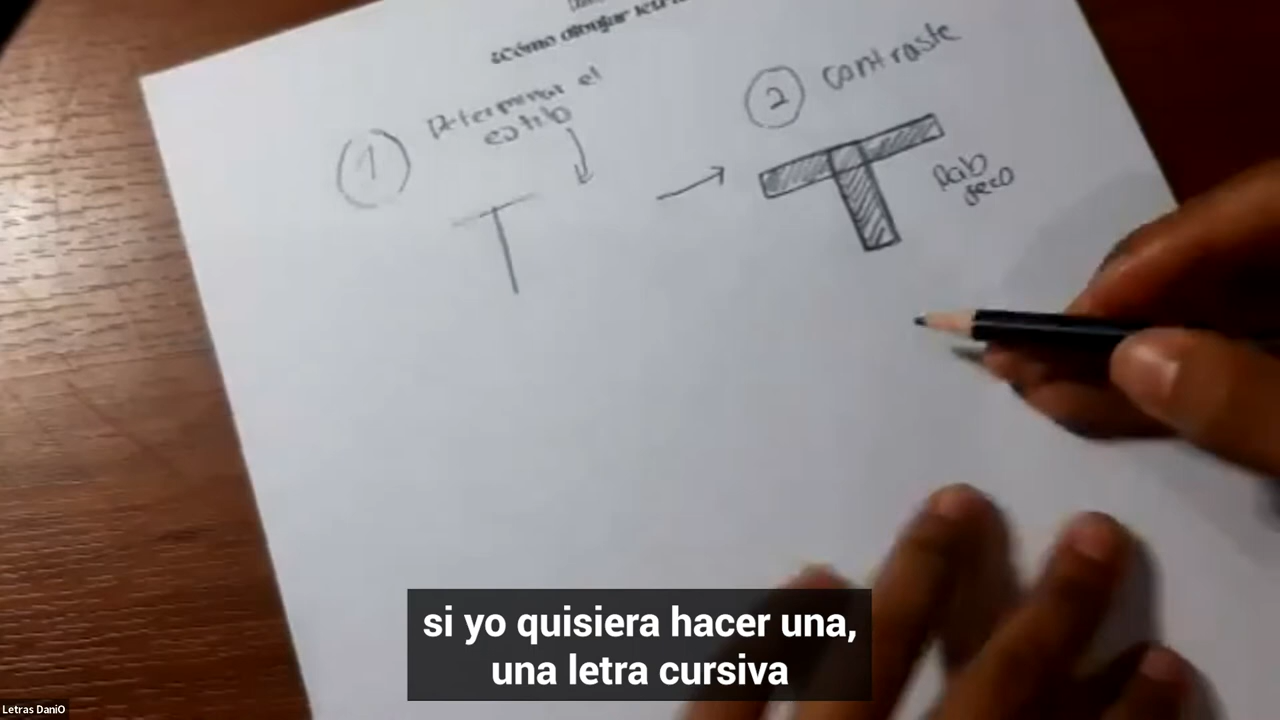 ¿Cómo dibujar letras
1 Determinar el
estilo
2 contraste
Palo
seco
si yo quisiera hacer una,
una letra cursiva
Letras DaniO